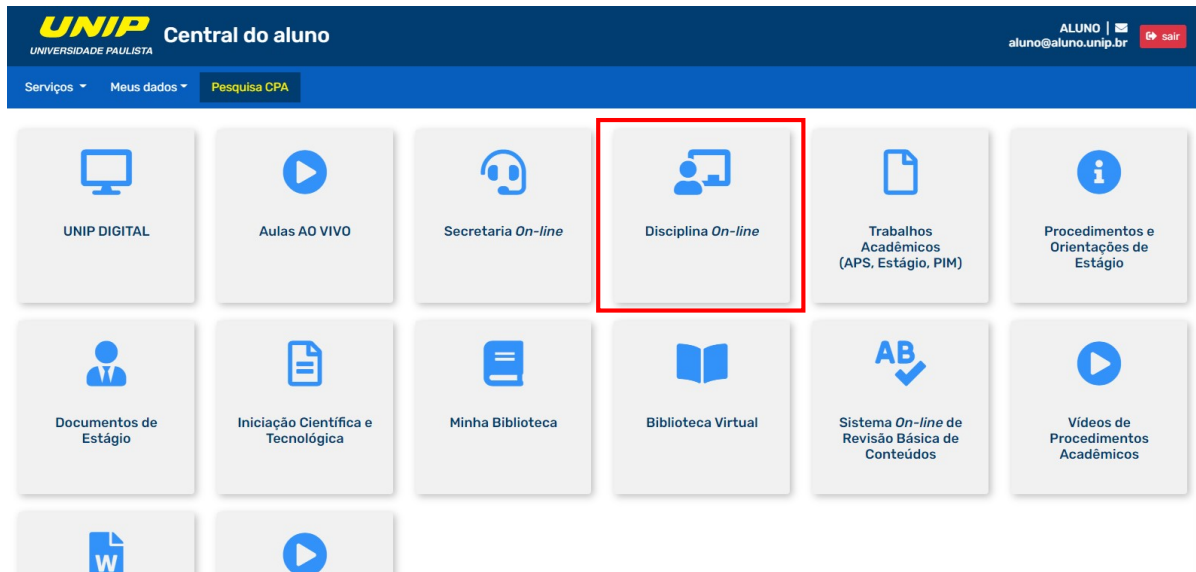 UNIP
UNIVERSIDADE PAULISTA
Central do aluno
ALUNO |
aluno@aluno.unip.br
sair
Serviços
Meus dados
Pesquisa CPA
UNIP DIGITAL
Aulas AO VIVO
Secretaria On-line
Disciplina On-line
Trabalhos
Acadêmicos
(APS, Estágio, PIM)
Procedimentos e
Orientações de
Estágio
Documentos de
Estágio
Iniciação Científica e
Tecnológica
Minha Biblioteca
Biblioteca Virtual
AB
Sistema On-line de
Revisão Básica de
Conteúdos
Vídeos de
Procedimentos
Acadêmicos
W